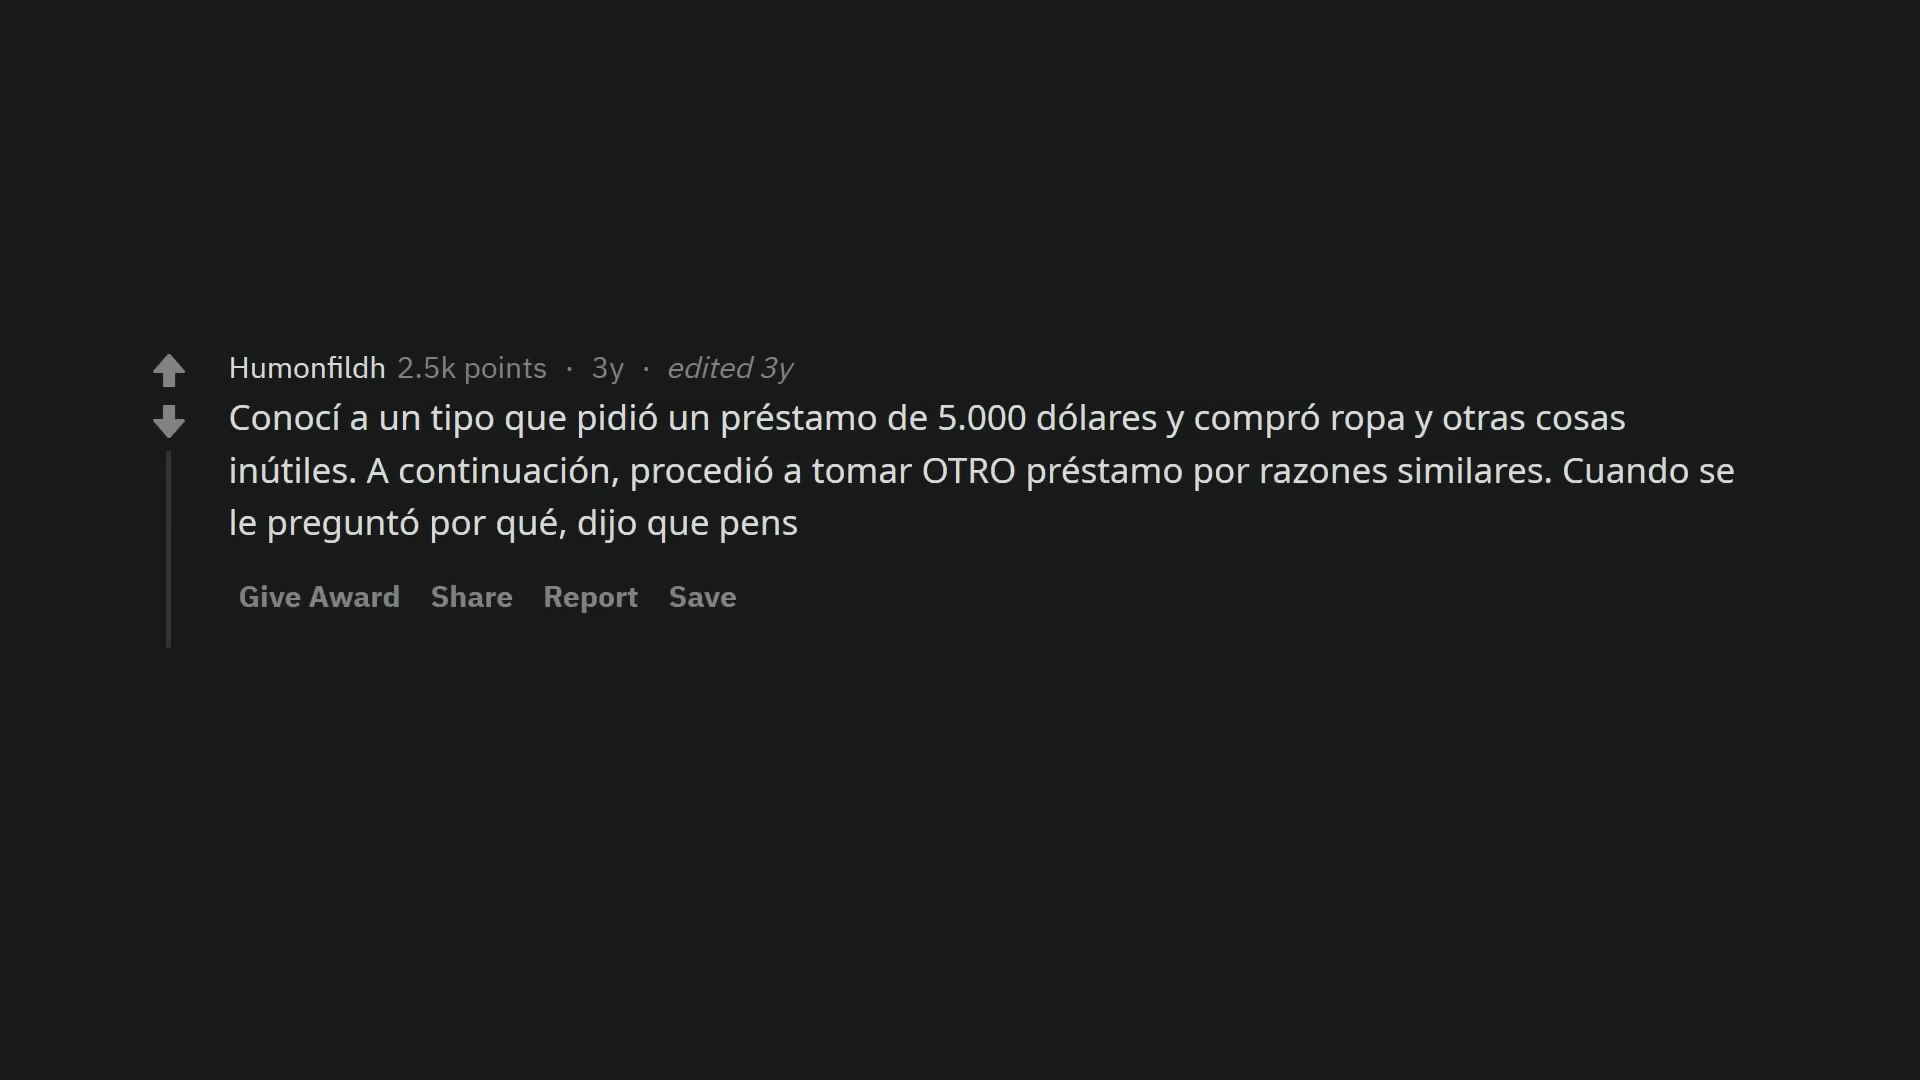 Humonfildh 2.5k points · 3y · edited 3y
Conocí a un tipo que pidió un préstamo de 5.000 dólares y compró ropa y otras cosas
inútiles. A continuación, procedió a tomar OTRO préstamo por razones similares. Cuando se
le preguntó por qué, dijo que pens
Give Award Share Report Save